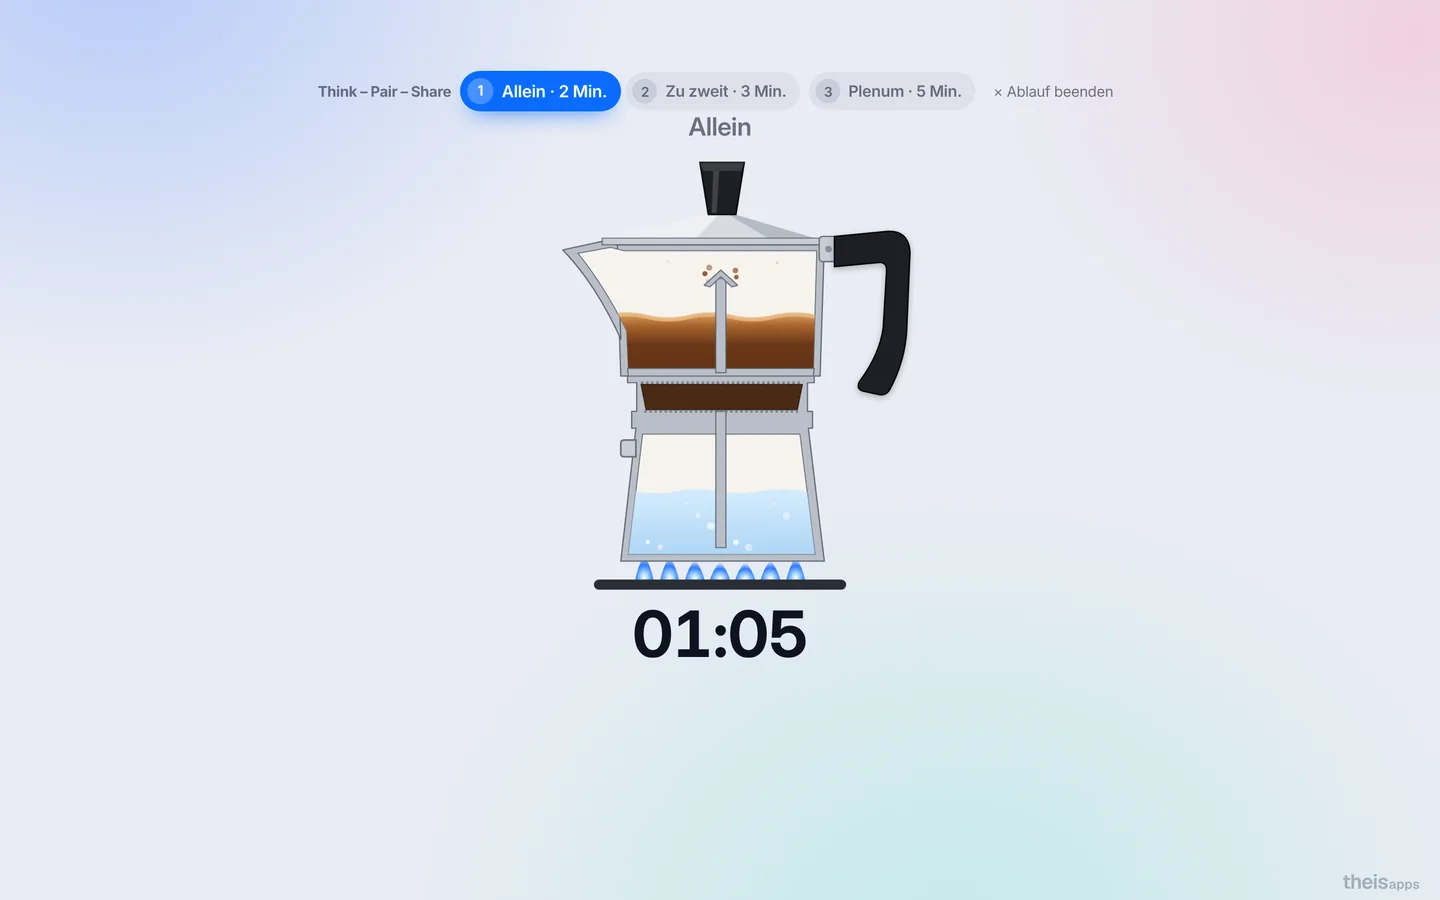 Think – Pair – Share 1 Allein · 2 Min. 2 Zu zweit · 3 Min. 3 Plenum · 5 Min. × Ablauf beenden
Allein
01:05
theisapps